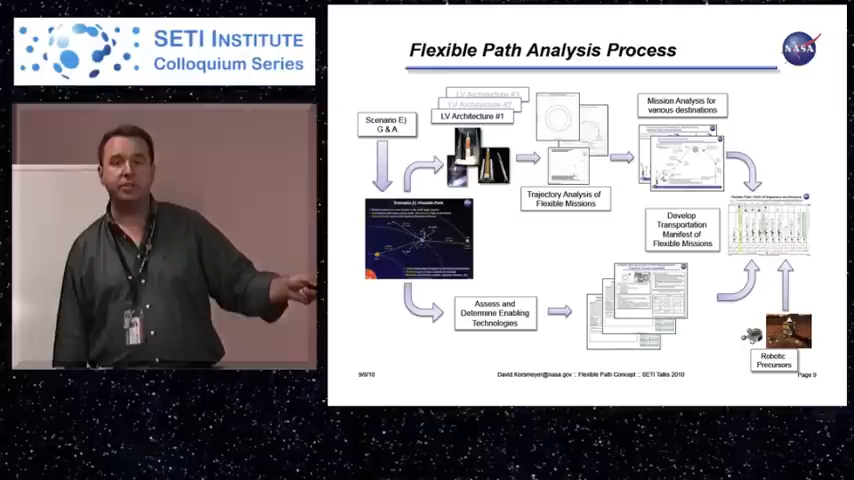 SETI INSTITUTE
Colloquium Series
Flexible Path Analysis Process
NASA
LV Architecture #3
LV Architecture #2
LV Architecture #1
Scenario E)
G & A
Mission Analysis for
various destinations
Trajectory Analysis of
Flexible Missions
Develop
Transportation
Manifest of
Flexible Missions
Scenario E: Flexible Path
Assess and
Determine Enabling
Technologies
Robotic
Precursors
9/8/10
David.Korsmeyer@nasa.gov :: Flexible Path Concept :: SETI Talks 2010
Page 9